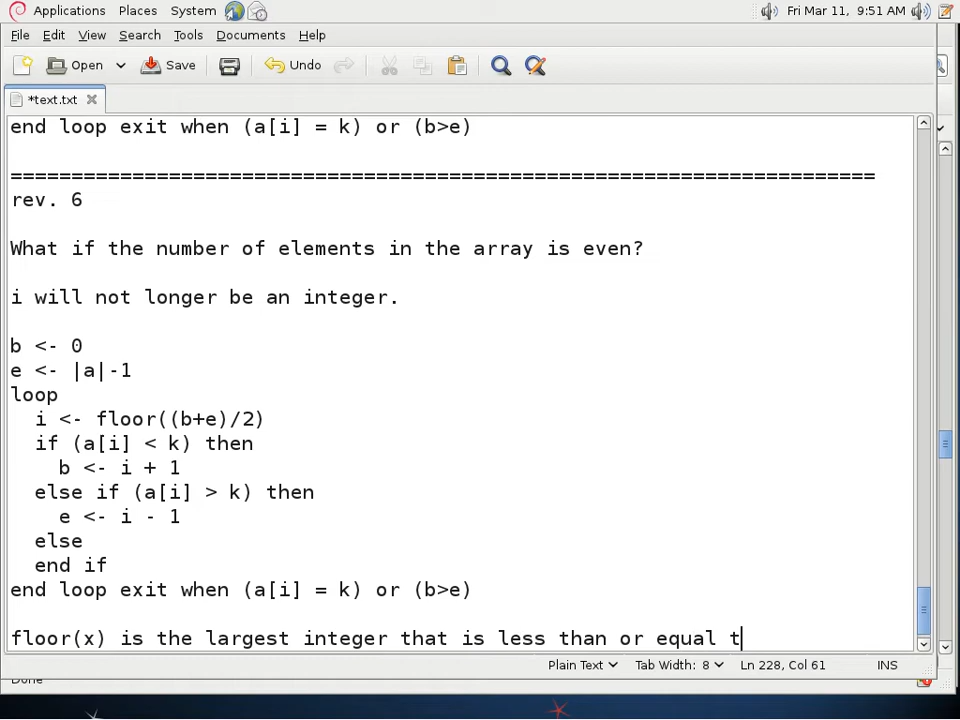 Applications Places System Fri Mar 11, 9:51 AM
File Edit View Search Tools Documents Help
Open Save Undo
*text.txt
end loop exit when (a[i] = k) or (b>e)
=======================================================================
rev. 6
What if the number of elements in the array is even?
i will not longer be an integer.
b <- 0
e <- |a|-1
loop
i <- floor((b+e)/2)
if (a[i] < k) then
b <- i + 1
else if (a[i] > k) then
e <- i - 1
else
end if
end loop exit when (a[i] = k) or (b>e)
floor(x) is the largest integer that is less than or equal t
Plain Text Tab Width: 8 Ln 228, Col 61 INS
Done